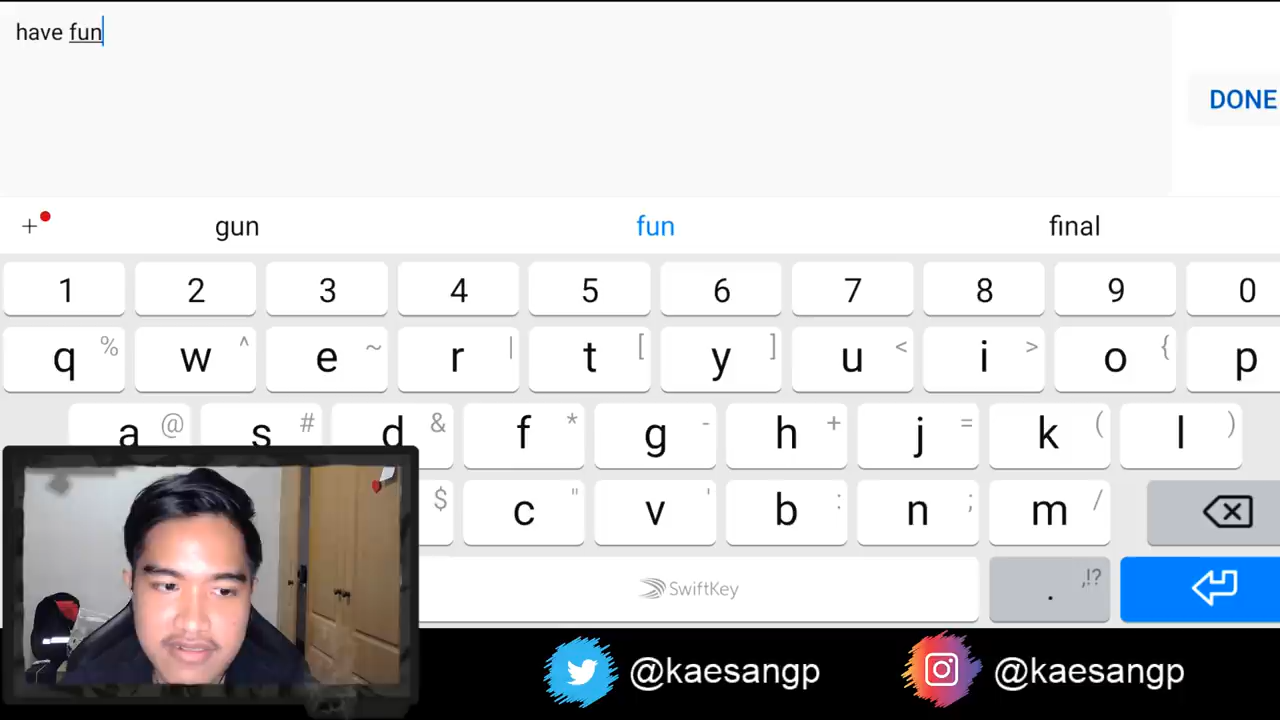 have fun
DONE
+ gun fun final
1 2 3 4 5 6 7 8 9 0
q % w ^ e ~ r | t [ y ] u < i > o { p
a @ s # d & f * g - h + j = k ( l )
$ c " v ' b : n ; m /
SwiftKey . ,!?
@kaesangp @kaesangp